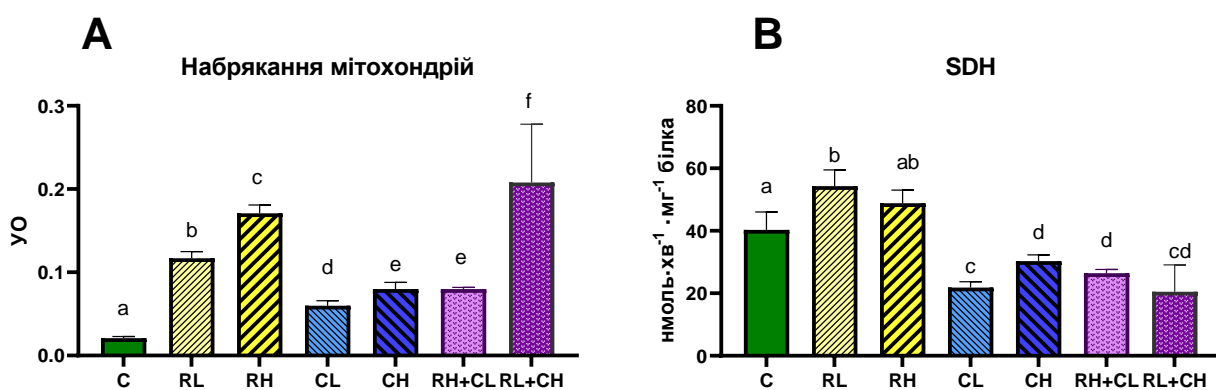 A
Набрякання мітохондрій
УО
0.3
0.2
0.1
0.0
a
b
c
d
e
e
f
C RL RH CL CH RH+CL RL+CH
B
SDH
нмоль·хв⁻¹·мг⁻¹ білка
80
60
40
20
0
a
b
ab
c
d
d
cd
C RL RH CL CH RH+CL RL+CH